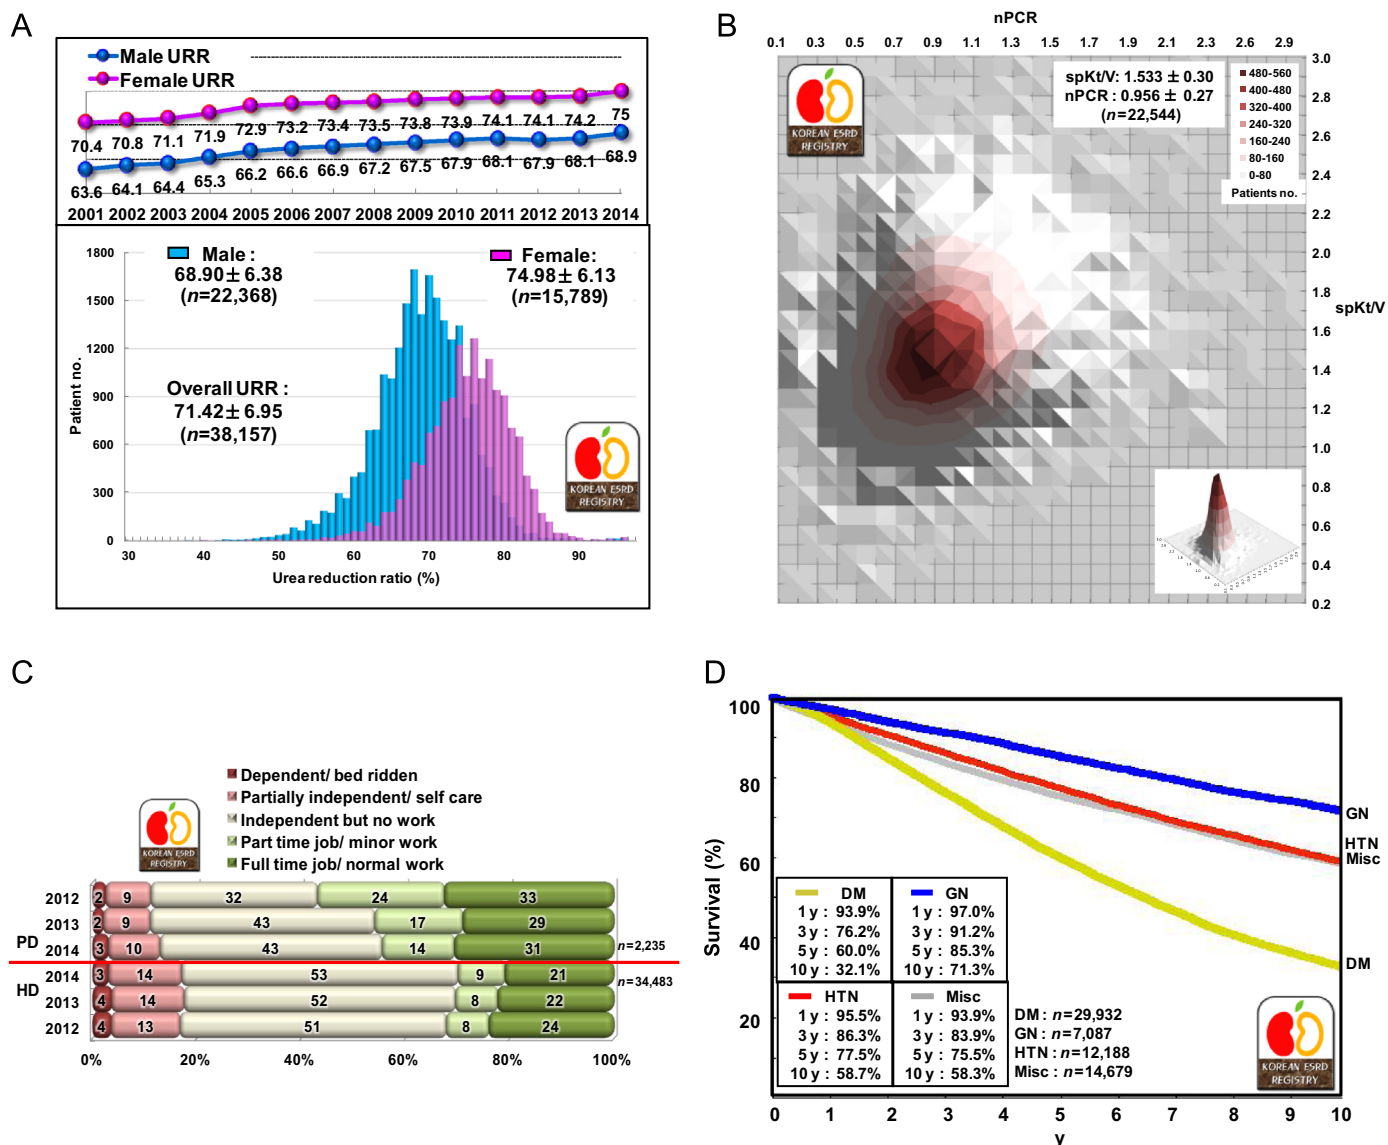 A
Male URR
Female URR
70.4 70.8 71.1 71.9 72.9 73.2 73.4 73.5 73.8 73.9 74.1 74.1 74.2 75
63.6 64.1 64.4 65.3 66.2 66.6 66.9 67.2 67.5 67.9 68.1 67.9 68.1 68.9
2001 2002 2003 2004 2005 2006 2007 2008 2009 2010 2011 2012 2013 2014
Male :
68.90 ± 6.38
(n=22,368)
Female:
74.98 ± 6.13
(n=15,789)
Overall URR :
71.42 ± 6.95
(n=38,157)
Patient no.
1800
1500
1200
900
600
300
0
30 40 50 60 70 80 90
Urea reduction ratio (%)
KOREAN ESRD
REGISTRY
B
nPCR
0.1 0.3 0.5 0.7 0.9 1.1 1.3 1.5 1.7 2.1 2.3 2.6 2.9
KOREAN ESRD
REGISTRY
spKt/V: 1.533 ± 0.30
nPCR : 0.956 ± 0.27
(n=22,544)
480-560
400-480
320-400
240-320
160-240
80-160
0-80
Patients no.
3.0
2.8
2.6
2.4
2.2
2.0
1.8
spKt/V
1.6
1.4
1.2
1.0
0.8
0.6
0.4
0.2
C
KOREAN ESRD
REGISTRY
Dependent/ bed ridden
Partially independent/ self care
Independent but no work
Part time job/ minor work
Full time job/ normal work
2012 2 9 32 24 33
2013 2 9 43 17 29
PD
2014 3 10 43 14 31 n=2,235
2014 3 14 53 9 21 n=34,483
HD
2013 4 14 52 8 22
2012 4 13 51 8 24
0% 20% 40% 60% 80% 100%
D
Survival (%)
100
80
60
40
20
GN
HTN
Misc
DM
DM
1 y : 93.9%
3 y : 76.2%
5 y : 60.0%
10 y : 32.1%
GN
1 y : 97.0%
3 y : 91.2%
5 y : 85.3%
10 y : 71.3%
HTN
1 y : 95.5%
3 y : 86.3%
5 y : 77.5%
10 y : 58.7%
Misc
1 y : 93.9%
3 y : 83.9%
5 y : 75.5%
10 y : 58.3%
DM : n=29,932
GN : n=7,087
HTN : n=12,188
Misc : n=14,679
KOREAN ESRD
REGISTRY
0 1 2 3 4 5 6 7 8 9 10
y